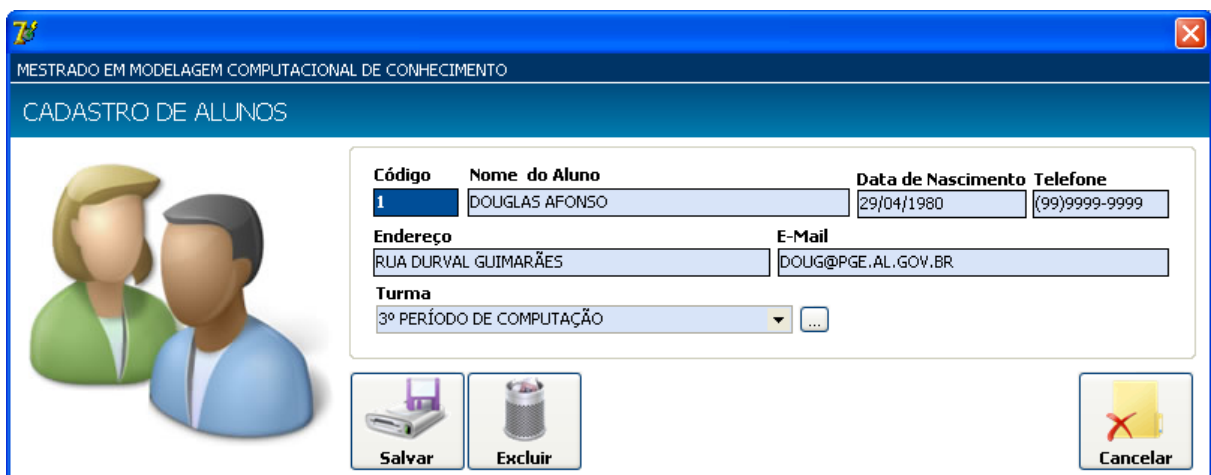 MESTRADO EM MODELAGEM COMPUTACIONAL DE CONHECIMENTO
CADASTRO DE ALUNOS
Código Nome do Aluno Data de Nascimento Telefone
1 DOUGLAS AFONSO 29/04/1980 (99)9999-9999
Endereço E-Mail
RUA DURVAL GUIMARÃES DOUG@PGE.AL.GOV.BR
Turma
3º PERÍODO DE COMPUTAÇÃO ...
Salvar Excluir Cancelar